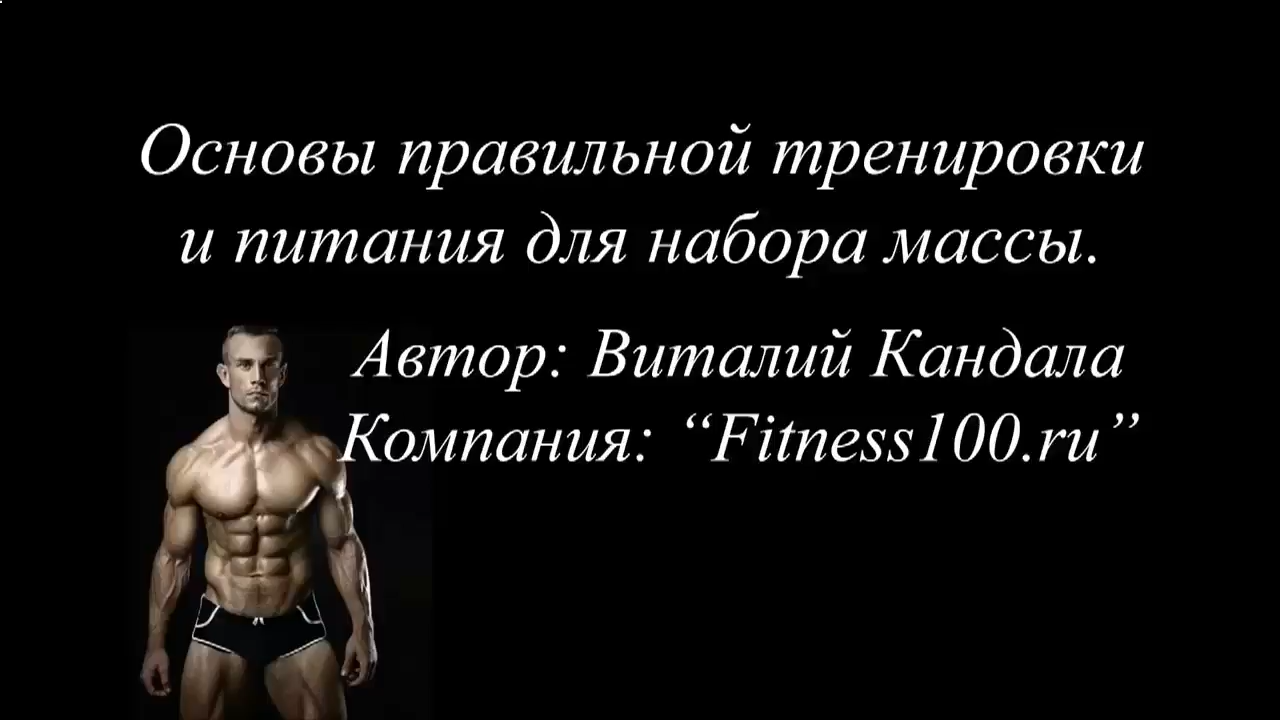 Основы правильной тренировки
и питания для набора массы.
Автор: Виталий Кандала
Компания: “Fitness100.ru”